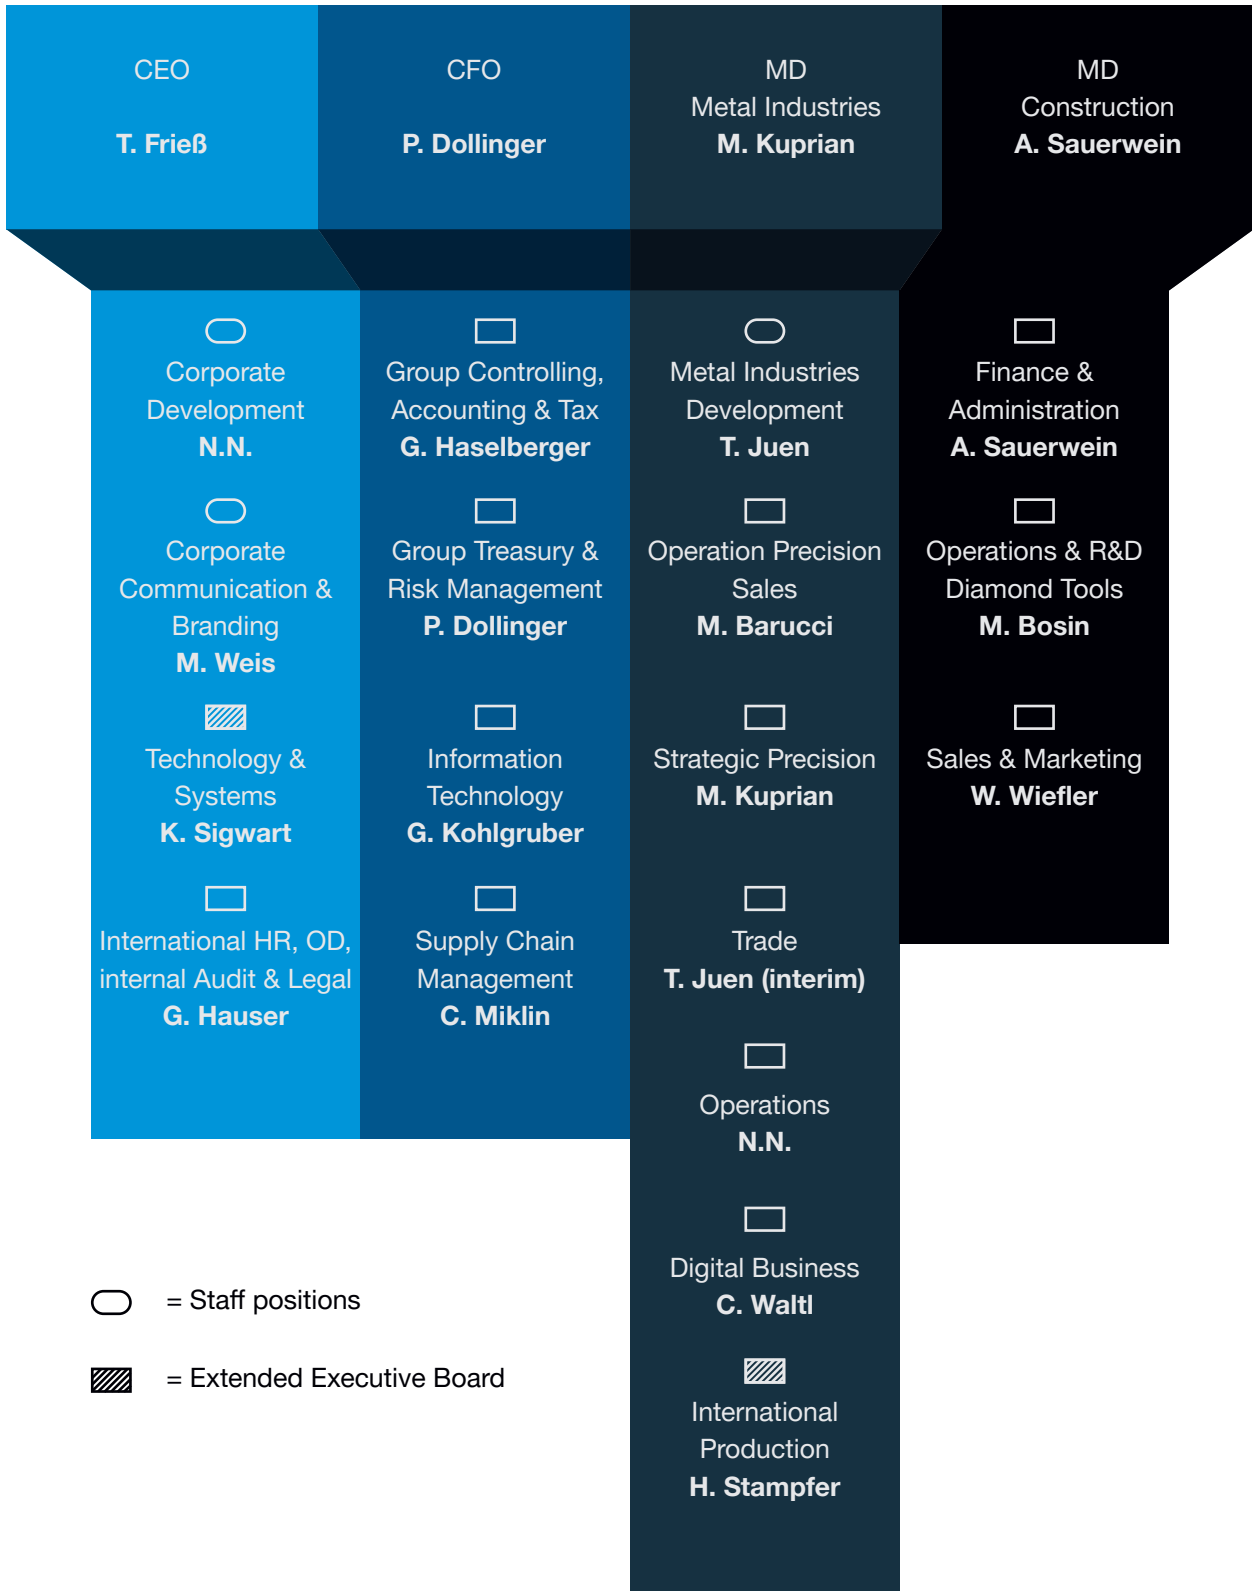 CEO
T. Frieß
CFO
P. Dollinger
MD
Metal Industries
M. Kuprian
MD
Construction
A. Sauerwein
Corporate
Development
N.N.
Corporate
Communication &
Branding
M. Weis
Technology &
Systems
K. Sigwart
International HR, OD,
internal Audit & Legal
G. Hauser
Group Controlling,
Accounting & Tax
G. Haselberger
Group Treasury &
Risk Management
P. Dollinger
Information
Technology
G. Kohlgruber
Supply Chain
Management
C. Miklin
Metal Industries
Development
T. Juen
Operation Precision
Sales
M. Barucci
Strategic Precision
M. Kuprian
Trade
T. Juen (interim)
Operations
N.N.
Digital Business
C. Waltl
International
Production
H. Stampfer
Finance &
Administration
A. Sauerwein
Operations & R&D
Diamond Tools
M. Bosin
Sales & Marketing
W. Wiefler
= Staff positions
= Extended Executive Board